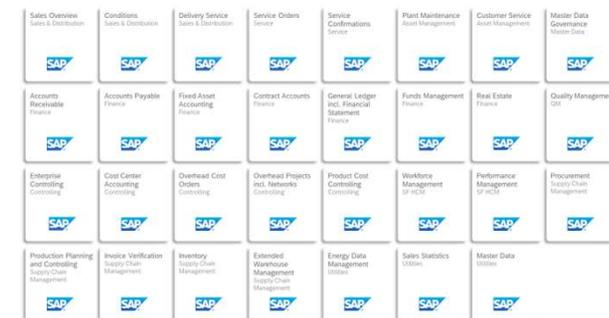 Sales Overview
Sales & Distribution
SAP
Conditions
Sales & Distribution
SAP
Delivery Service
Sales & Distribution
SAP
Service Orders
Service
SAP
Service
Confirmations
Service
SAP
Plant Maintenance
Asset Management
SAP
Customer Service
Asset Management
SAP
Master Data
Governance
Master Data
SAP
Accounts
Receivable
Finance
SAP
Accounts Payable
Finance
SAP
Fixed Asset
Accounting
Finance
SAP
Contract Accounts
Finance
SAP
General Ledger
incl. Financial
Statement
Finance
SAP
Funds Management
Finance
SAP
Real Estate
Finance
SAP
Quality Manageme
QM
SAP
Enterprise
Controlling
Controlling
SAP
Cost Center
Accounting
Controlling
SAP
Overhead Cost
Orders
Controlling
SAP
Overhead Projects
incl. Networks
Controlling
SAP
Product Cost
Controlling
Controlling
SAP
Workforce
Management
SF HCM
SAP
Performance
Management
SF HCM
SAP
Procurement
Supply Chain
Management
SAP
Production Planning
and Controlling
Supply Chain
Management
SAP
Invoice Verification
Supply Chain
Management
SAP
Inventory
Supply Chain
Management
SAP
Extended
Warehouse
Management
Supply Chain
Management
SAP
Energy Data
Management
Utilities
SAP
Sales Statistics
Utilities
SAP
Master Data
Utilities
SAP